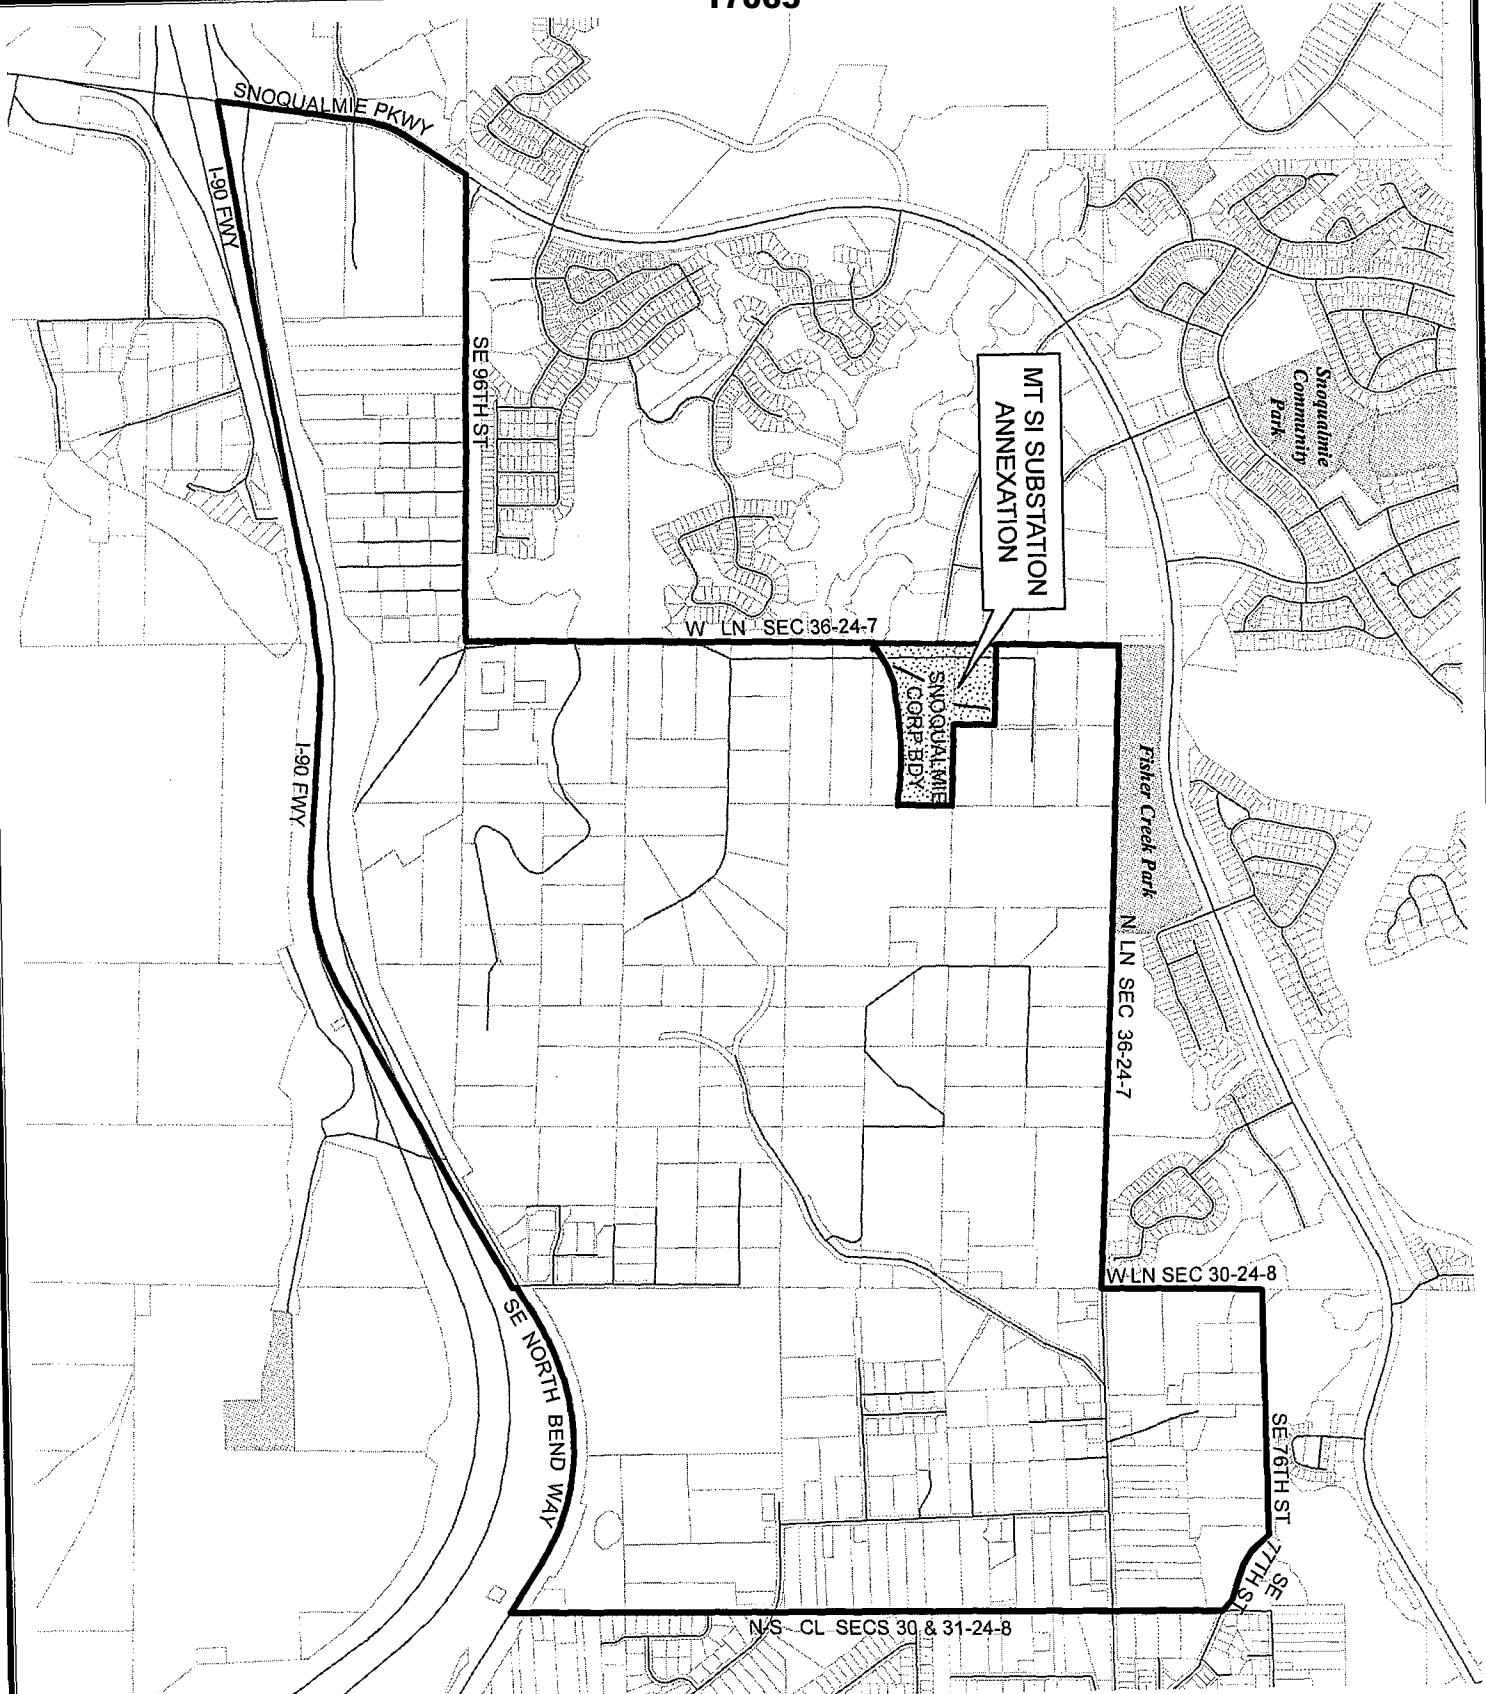 SNOQUALMIE PKWY
I-90 FWY
SE 96TH ST
MT SI SUBSTATION
ANNEXATION
Snoqualmie
Community
Park
W LN SEC 36-24-7
SNOQUALMIE
CORP BDY
Fisher Creek Park
I-90 FWY
N LN SEC 36-24-7
W LN SEC 30-24-8
SE NORTH BEND WAY
SE 76TH ST
SE
77TH ST
N-S CL SECS 30 & 31-24-8